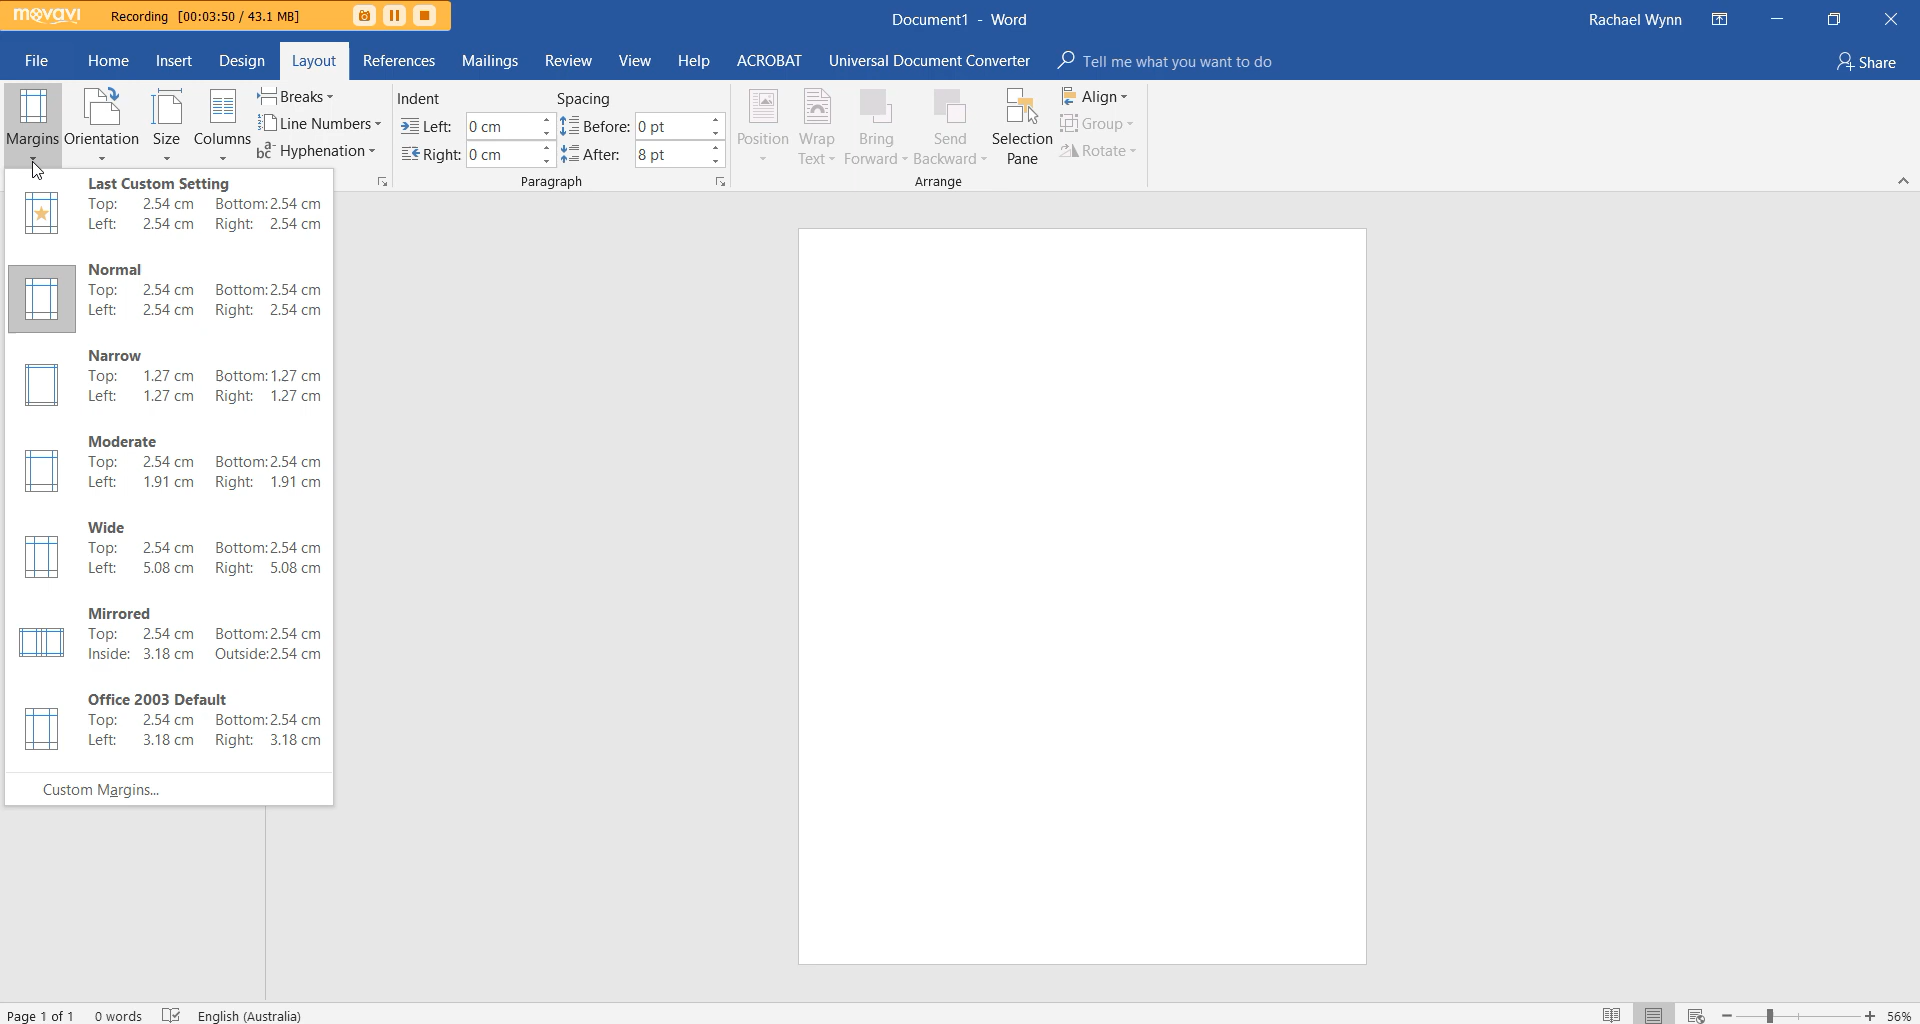 movavi Recording [00:03:50 / 43.1 MB]
Document1 - Word
Rachael Wynn
File Home Insert Design Layout References Mailings Review View Help ACROBAT Universal Document Converter Tell me what you want to do Share
Margins Orientation Size Columns
Breaks
Line Numbers
Hyphenation
Indent Spacing
Left: 0 cm Before: 0 pt
Right: 0 cm After: 8 pt
Paragraph
Position Wrap Text Bring Forward Send Backward Selection Pane
Align
Group
Rotate
Arrange
Last Custom Setting
Top: 2.54 cm Bottom: 2.54 cm
Left: 2.54 cm Right: 2.54 cm
Normal
Top: 2.54 cm Bottom: 2.54 cm
Left: 2.54 cm Right: 2.54 cm
Narrow
Top: 1.27 cm Bottom: 1.27 cm
Left: 1.27 cm Right: 1.27 cm
Moderate
Top: 2.54 cm Bottom: 2.54 cm
Left: 1.91 cm Right: 1.91 cm
Wide
Top: 2.54 cm Bottom: 2.54 cm
Left: 5.08 cm Right: 5.08 cm
Mirrored
Top: 2.54 cm Bottom: 2.54 cm
Inside: 3.18 cm Outside: 2.54 cm
Office 2003 Default
Top: 2.54 cm Bottom: 2.54 cm
Left: 3.18 cm Right: 3.18 cm
Custom Margins...
Page 1 of 1 0 words English (Australia) 56%